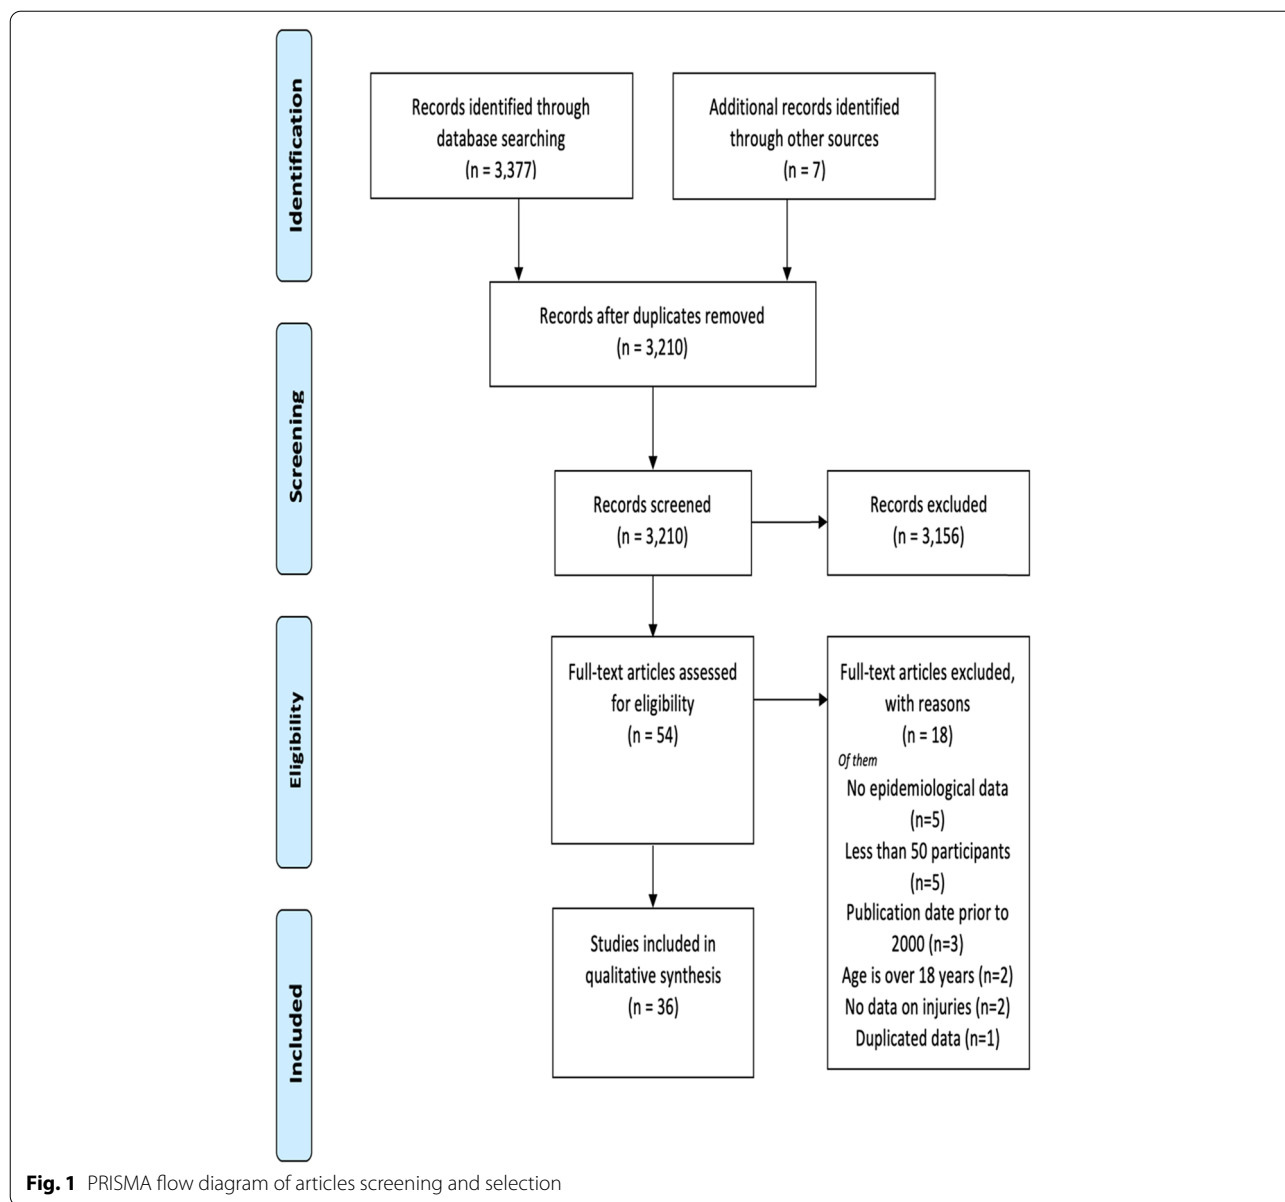 Identification
Records identified through
database searching
(n = 3,377)
Additional records identified
through other sources
(n = 7)
Records after duplicates removed
(n = 3,210)
Screening
Records screened
(n = 3,210)
Records excluded
(n = 3,156)
Eligibility
Full-text articles assessed
for eligibility
(n = 54)
Full-text articles excluded,
with reasons
(n = 18)
Of them
No epidemiological data
(n=5)
Less than 50 participants
(n=5)
Publication date prior to
2000 (n=3)
Age is over 18 years (n=2)
No data on injuries (n=2)
Duplicated data (n=1)
Included
Studies included in
qualitative synthesis
(n = 36)
Fig. 1 PRISMA flow diagram of articles screening and selection